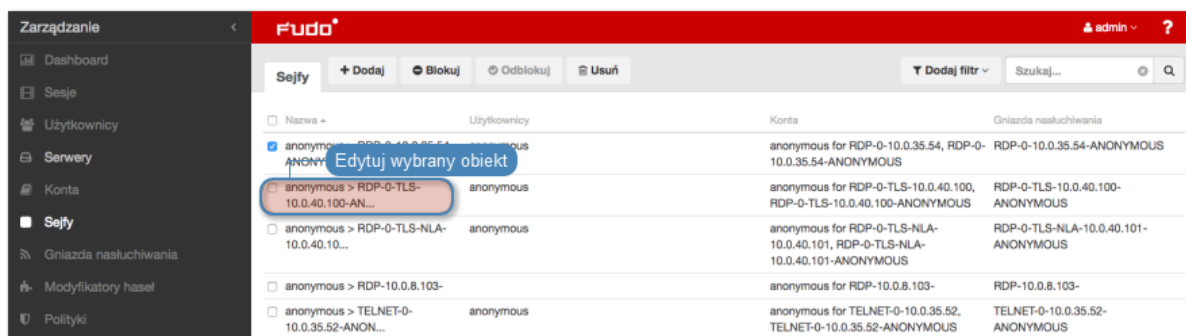 Zarządzanie
Fudo
admin
?
Dashboard
Sesje
Użytkownicy
Serwery
Konta
Sejfy
Gniazda nasłuchiwania
Modyfikatory haseł
Polityki
Sejfy
+ Dodaj
Blokuj
Odblokuj
Usuń
Dodaj filtr
Szukaj...
Nazwa
Użytkownicy
Konta
Gniazda nasłuchiwania
anonymous
anonymous for RDP-0-10.0.35.54, RDP-0-
10.0.35.54-ANONYMOUS
RDP-0-10.0.35.54-ANONYMOUS
Edytuj wybrany obiekt
anonymous > RDP-0-TLS-
10.0.40.100-AN...
anonymous
anonymous for RDP-0-TLS-10.0.40.100,
RDP-0-TLS-10.0.40.100-ANONYMOUS
RDP-0-TLS-10.0.40.100-
ANONYMOUS
anonymous > RDP-0-TLS-NLA-
10.0.40.10...
anonymous
anonymous for RDP-0-TLS-NLA-
10.0.40.101, RDP-0-TLS-NLA-
10.0.40.101-ANONYMOUS
RDP-0-TLS-NLA-10.0.40.101-
ANONYMOUS
anonymous > RDP-10.0.8.103-
anonymous for RDP-10.0.8.103-
RDP-10.0.8.103-
anonymous > TELNET-0-
10.0.35.52-ANON...
anonymous
anonymous for TELNET-0-10.0.35.52,
TELNET-0-10.0.35.52-ANONYMOUS
TELNET-0-10.0.35.52-
ANONYMOUS